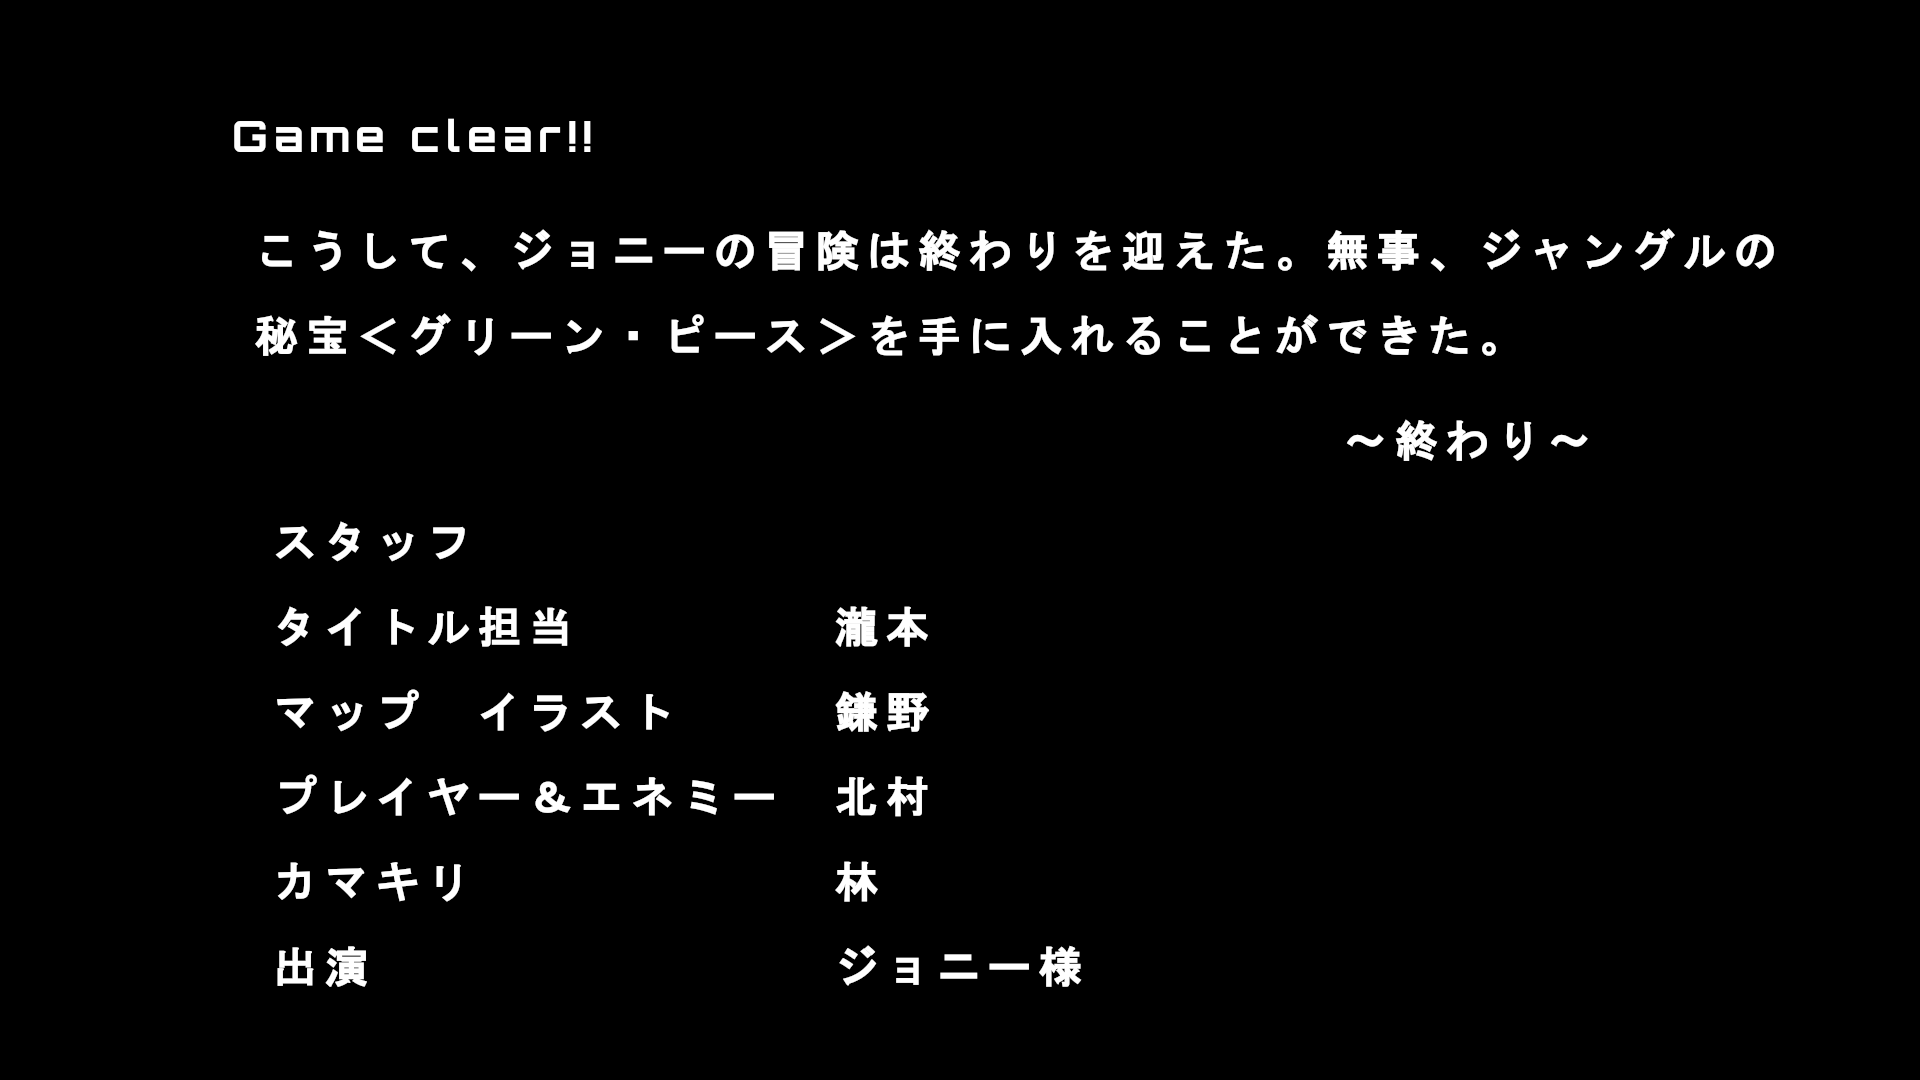 Game clear!!
こうして、ジョニーの冒険は終わりを迎えた。無事、ジャングルの
秘宝＜グリーン・ピース＞を手に入れることができた。
～終わり～
スタッフ
タイトル担当　瀧本
マップ　イラスト　鎌野
プレイヤー＆エネミー　北村
カマキリ　林
出演　ジョニー様